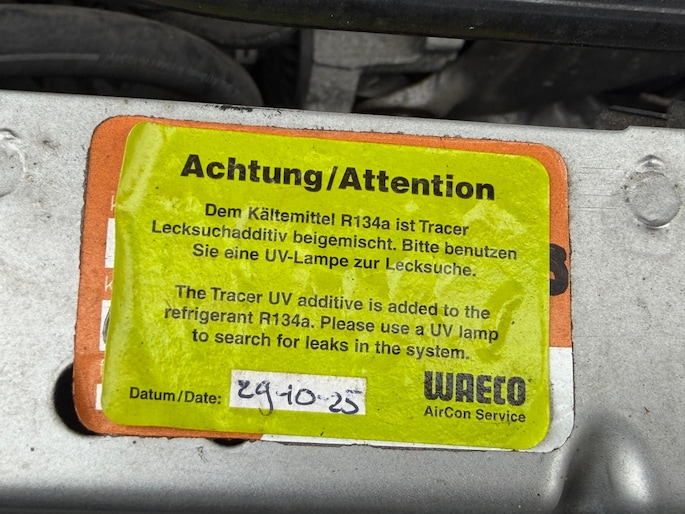 Achtung/Attention
Dem Kältemittel R134a ist Tracer
Lecksuchadditiv beigemischt. Bitte benutzen
Sie eine UV-Lampe zur Lecksuche.
The Tracer UV additive is added to the
refrigerant R134a. Please use a UV lamp
to search for leaks in the system.
Datum/Date: 29-10-25
WAECO
AirCon Service